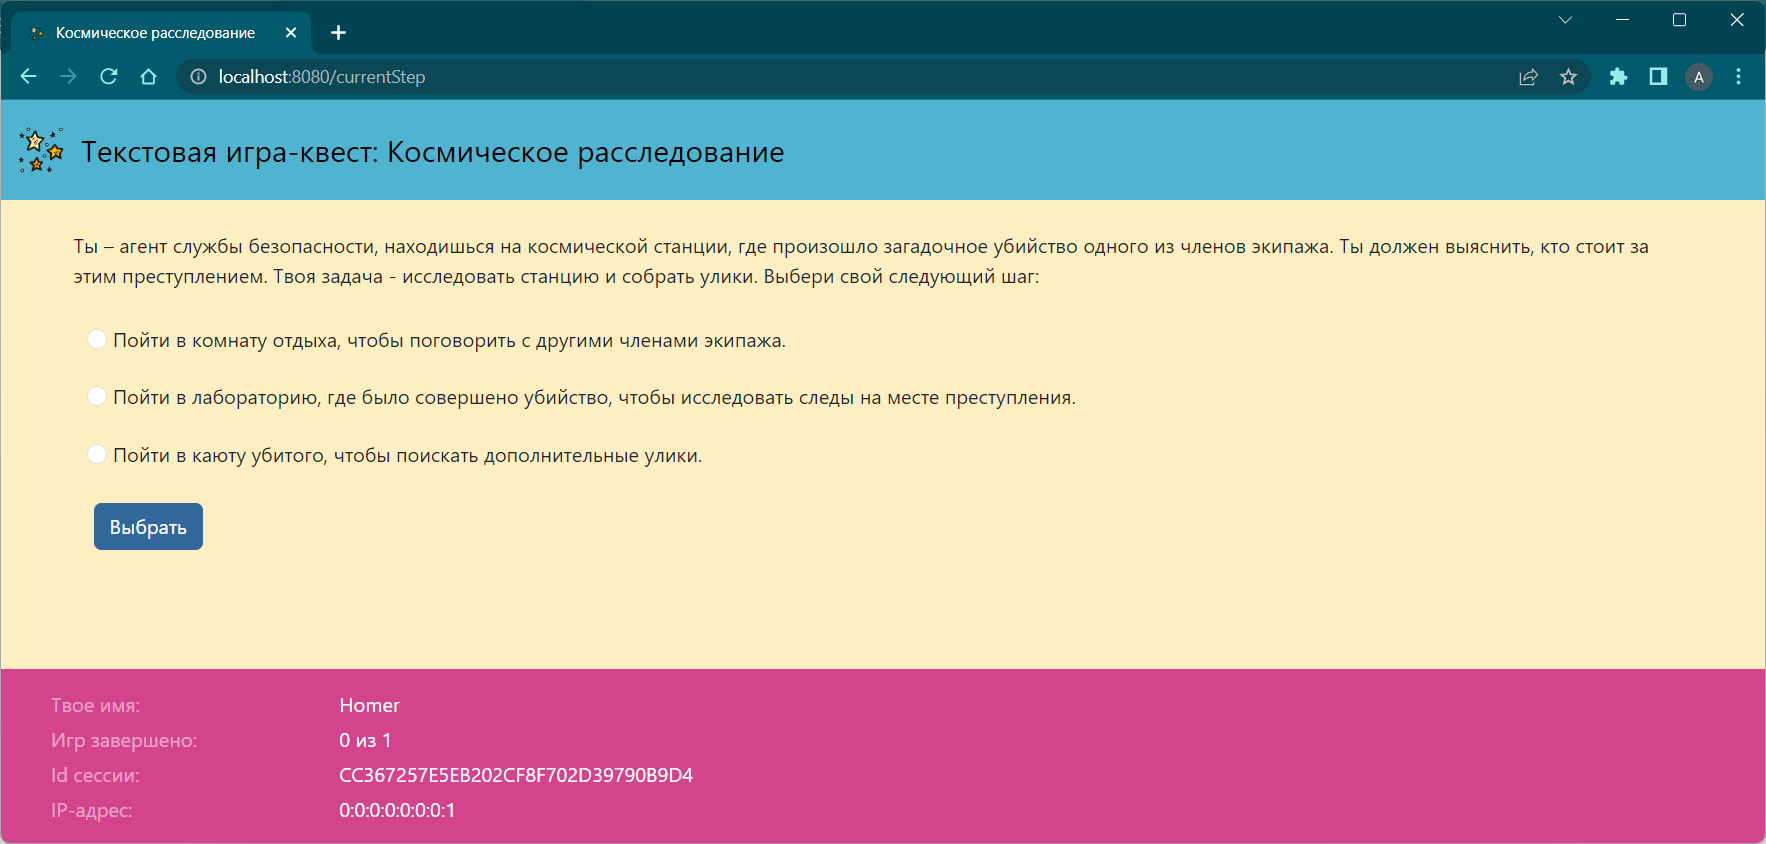 Космическое расследование
localhost:8080/currentStep
A
Текстовая игра-квест: Космическое расследование
Ты – агент службы безопасности, находишься на космической станции, где произошло загадочное убийство одного из членов экипажа. Ты должен выяснить, кто стоит за
этим преступлением. Твоя задача - исследовать станцию и собрать улики. Выбери свой следующий шаг:
Пойти в комнату отдыха, чтобы поговорить с другими членами экипажа.
Пойти в лабораторию, где было совершено убийство, чтобы исследовать следы на месте преступления.
Пойти в каюту убитого, чтобы поискать дополнительные улики.
Выбрать
Твое имя: Homer
Игр завершено: 0 из 1
Id сессии: CC367257E5EB202CF8F702D39790B9D4
IP-адрес: 0:0:0:0:0:0:0:1